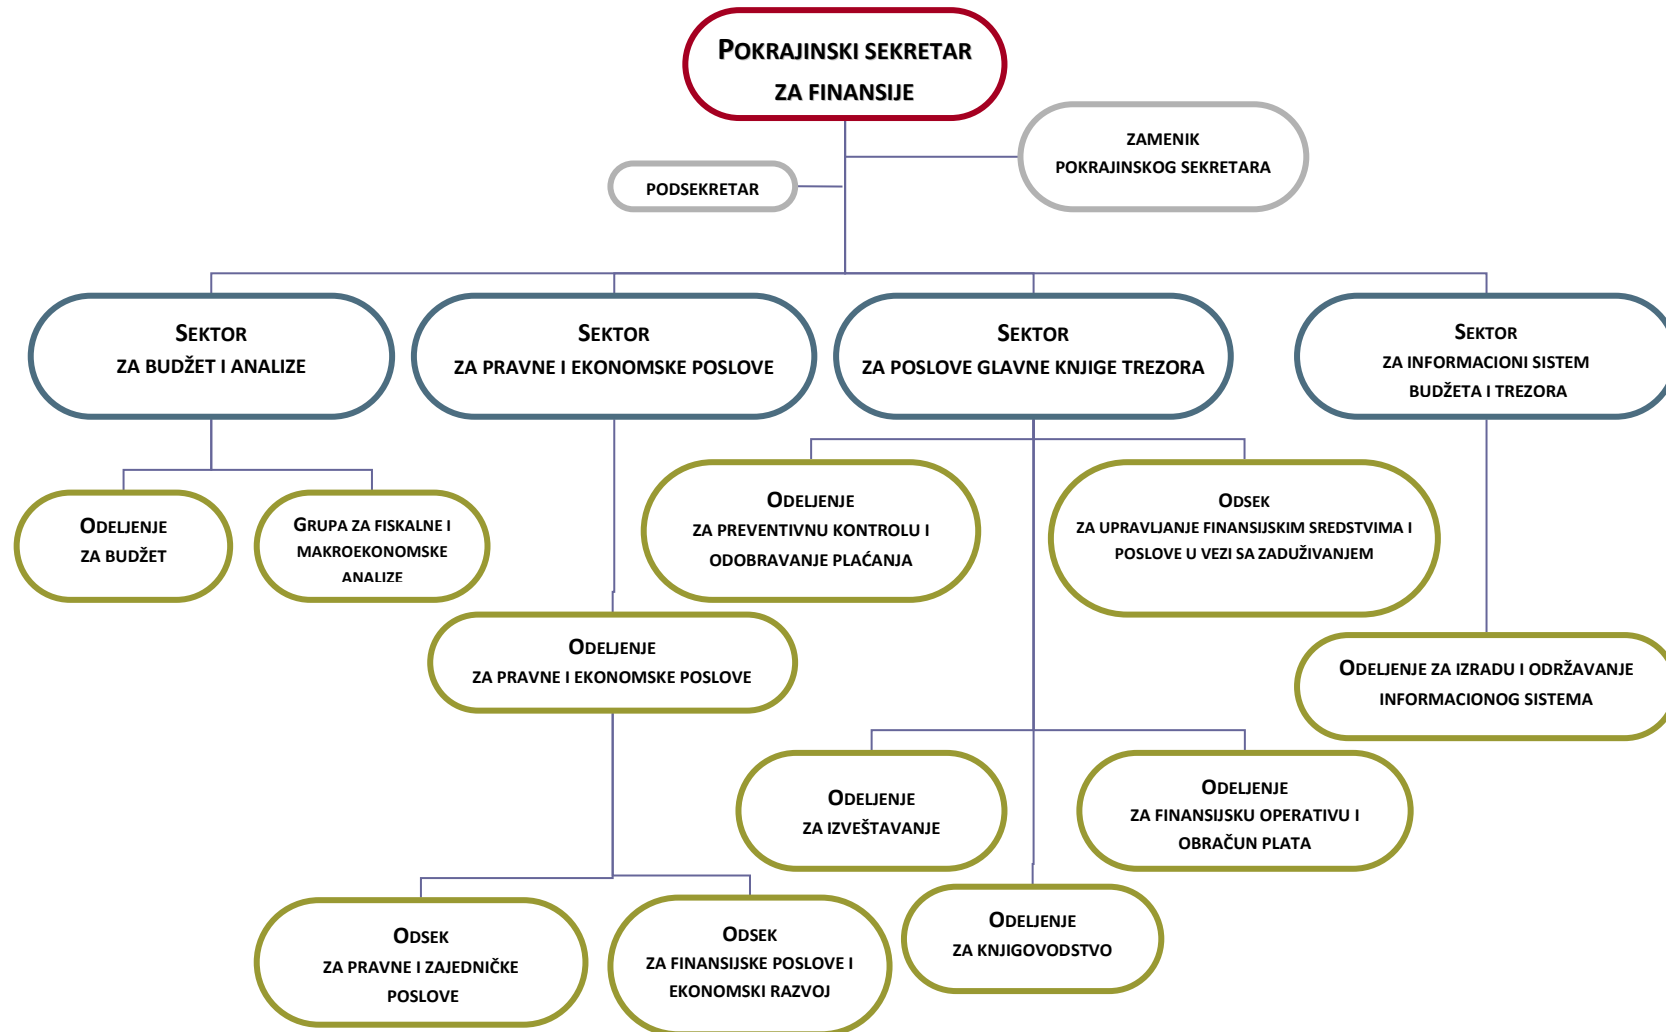 POKRAJINSKI SEKRETAR
ZA FINANSIJE
ZAMENIK
POKRAJINSKOG SEKRETARA
PODSEKRETAR
SEKTOR
ZA BUDŽET I ANALIZE
SEKTOR
ZA PRAVNE I EKONOMSKE POSLOVE
SEKTOR
ZA POSLOVE GLAVNE KNJIGE TREZORA
SEKTOR
ZA INFORMACIONI SISTEM
BUDŽETA I TREZORA
ODELJENJE
ZA BUDŽET
GRUPA ZA FISKALNE I
MAKROEKONOMSKE
ANALIZE
ODELJENJE
ZA PREVENTIVNU KONTROLU I
ODOBRAVANJE PLAĆANJA
ODSEK
ZA UPRAVLJANJE FINANSIJSKIM SREDSTVIMA I
POSLOVE U VEZI SA ZADUŽIVANJEM
ODELJENJE
ZA PRAVNE I EKONOMSKE POSLOVE
ODELJENJE ZA IZRADU I ODRŽAVANJE
INFORMACIONOG SISTEMA
ODELJENJE
ZA IZVEŠTAVANJE
ODELJENJE
ZA FINANSIJSKU OPERATIVU I
OBRAČUN PLATA
ODSEK
ZA PRAVNE I ZAJEDNIČKE
POSLOVE
ODSEK
ZA FINANSIJSKE POSLOVE I
EKONOMSKI RAZVOJ
ODELJENJE
ZA KNJIGOVODSTVO